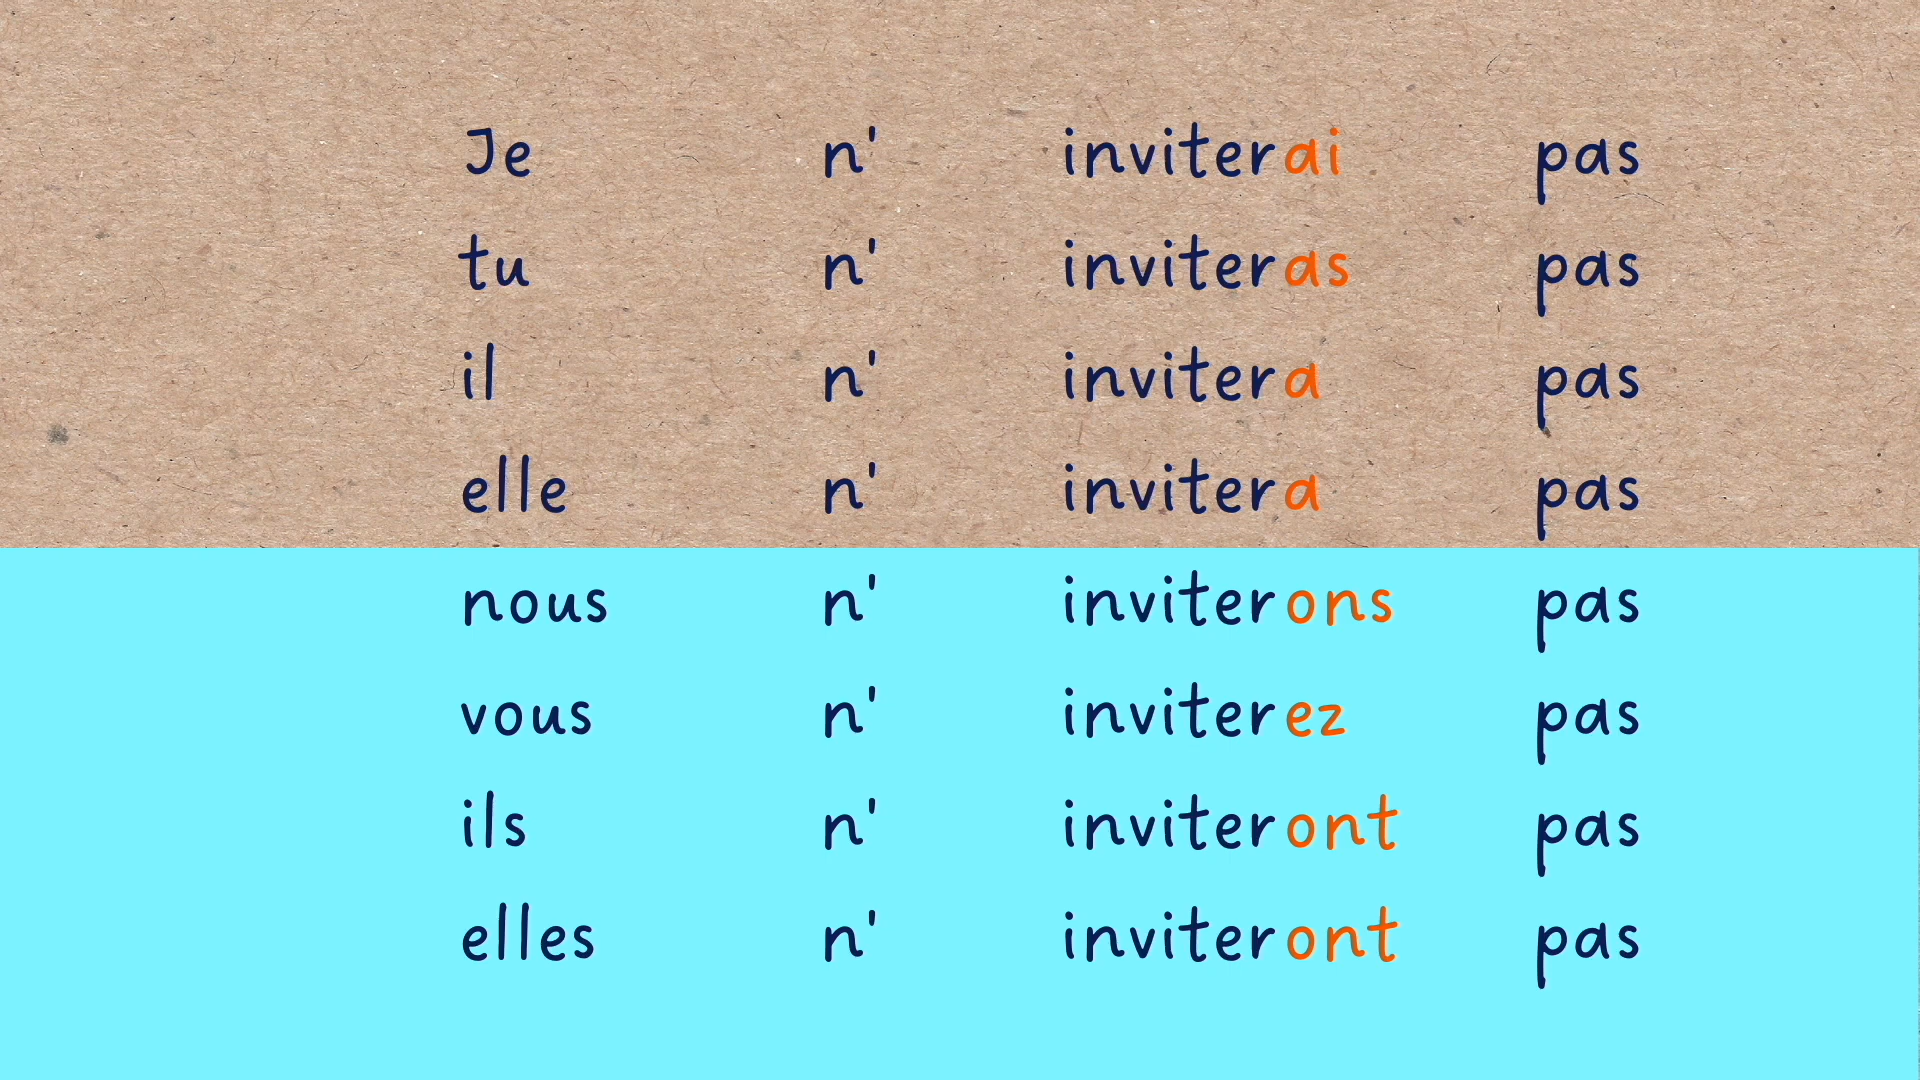 Je n' inviterai pas
tu n' inviteras pas
il n' invitera pas
elle n' invitera pas
nous n' inviterons pas
vous n' inviterez pas
ils n' inviteront pas
elles n' inviteront pas